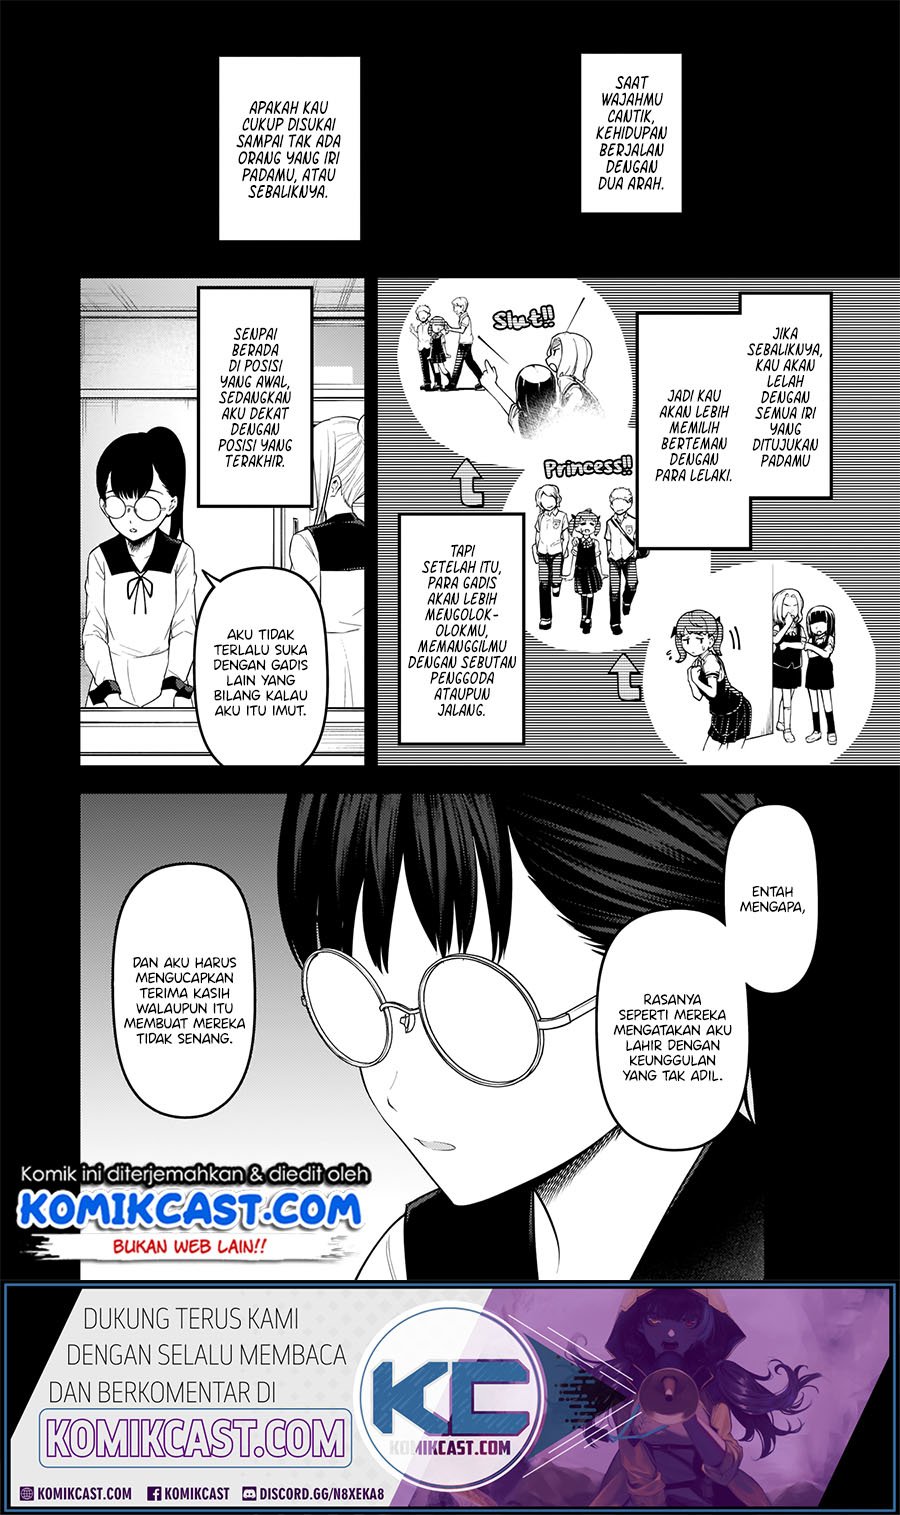 SAAT
WAJAHMU
CANTIK,
KEHIDUPAN
BERJALAN
DENGAN
DUA ARAH.
APAKAH KAU
CUKUP DISUKAI
SAMPAI TAK ADA
ORANG YANG IRI
PADAMU, ATAU
SEBALIKNYA.
JIKA
SEBALIKNYA,
KAU AKAN
LELAH
DENGAN
SEMUA IRI
YANG
DITUJUKAN
PADAMU
JADI KAU
AKAN LEBIH
MEMILIH
BERTEMAN
DENGAN
PARA LELAKI.
Princess!!
Slut!!
TAPI
SETELAH ITU,
PARA GADIS
AKAN LEBIH
MENGOLOK-
OLOKMU,
MEMANGGILMU
DENGAN SEBUTAN
PENGGODA
ATAUPUN
JALANG.
SENPAI
BERADA
DI POSISI
YANG AWAL,
SEDANGKAN
AKU DEKAT
DENGAN
POSISI YANG
TERAKHIR.
AKU TIDAK
TERLALU SUKA
DENGAN GADIS
LAIN YANG
BILANG KALAU
AKU ITU IMUT.
ENTAH
MENGAPA,
RASANYA
SEPERTI MEREKA
MENGATAKAN AKU
LAHIR DENGAN
KEUNGGULAN
YANG TAK ADIL.
DAN AKU HARUS
MENGUCAPKAN
TERIMA KASIH
WALAUPUN ITU
MEMBUAT MEREKA
TIDAK SENANG.
Komik ini diterjemahkan & diedit oleh
KOMIKCAST.COM
BUKAN WEB LAIN!!
DUKUNG TERUS KAMI
DENGAN SELALU MEMBACA
DAN BERKOMENTAR DI
KOMIKCAST.COM
KC
KOMIKCAST.COM
KOMIKCAST.COM KOMIKCAST DISCORD.GG/N8XEKA8